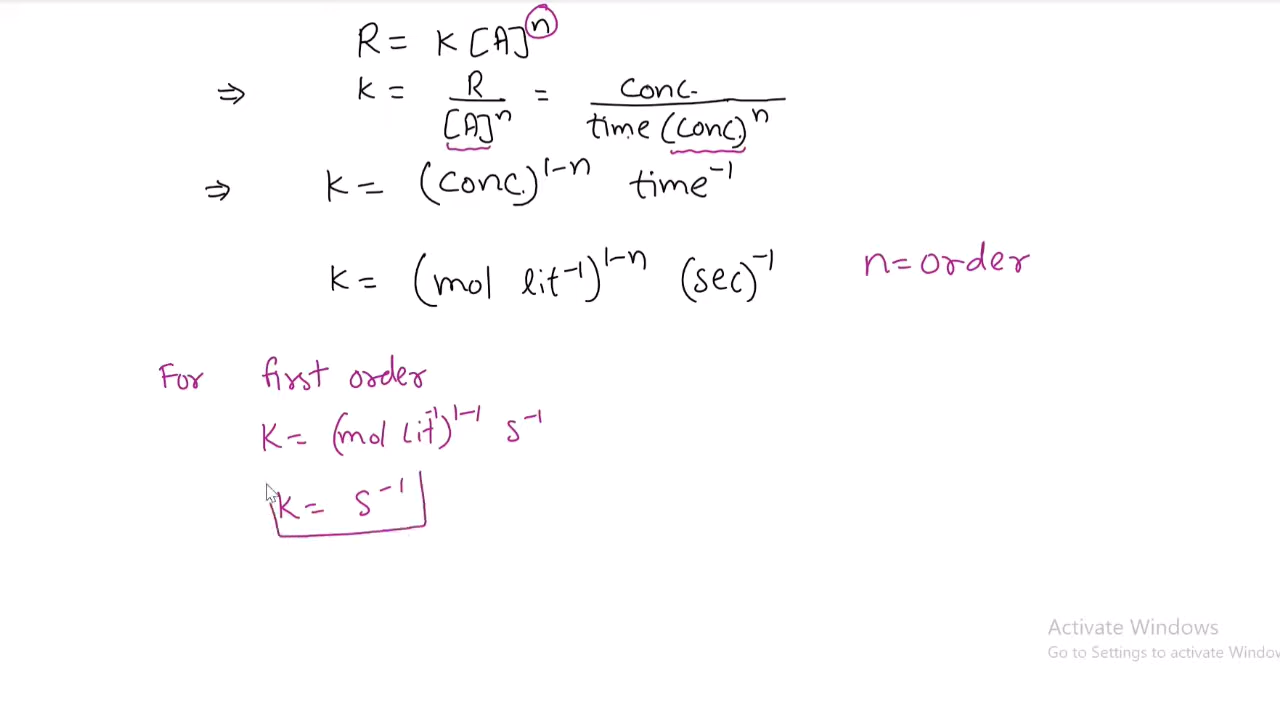 R = K [A]^n
⇒ K = R / [A]^n = Conc. / time (Conc.)^n
⇒ K = (Conc.)^1-n time^-1
K = (mol lit^-1)^1-n (sec)^-1 n = order
For first order
K = (mol Lit^-1)^1-1 S^-1
K = S^-1
Activate Windows
Go to Settings to activate Windo